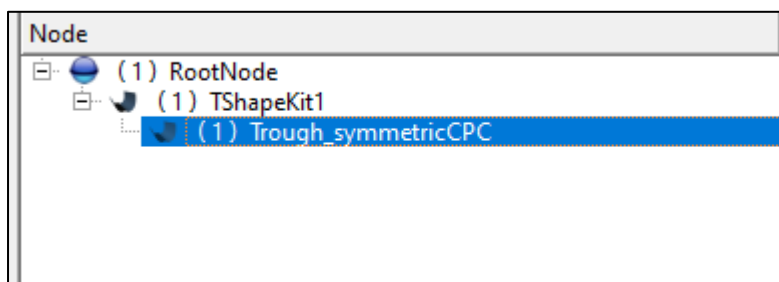 Node
(1) RootNode
(1) TShapeKit1
(1) Trough_symmetricCPC